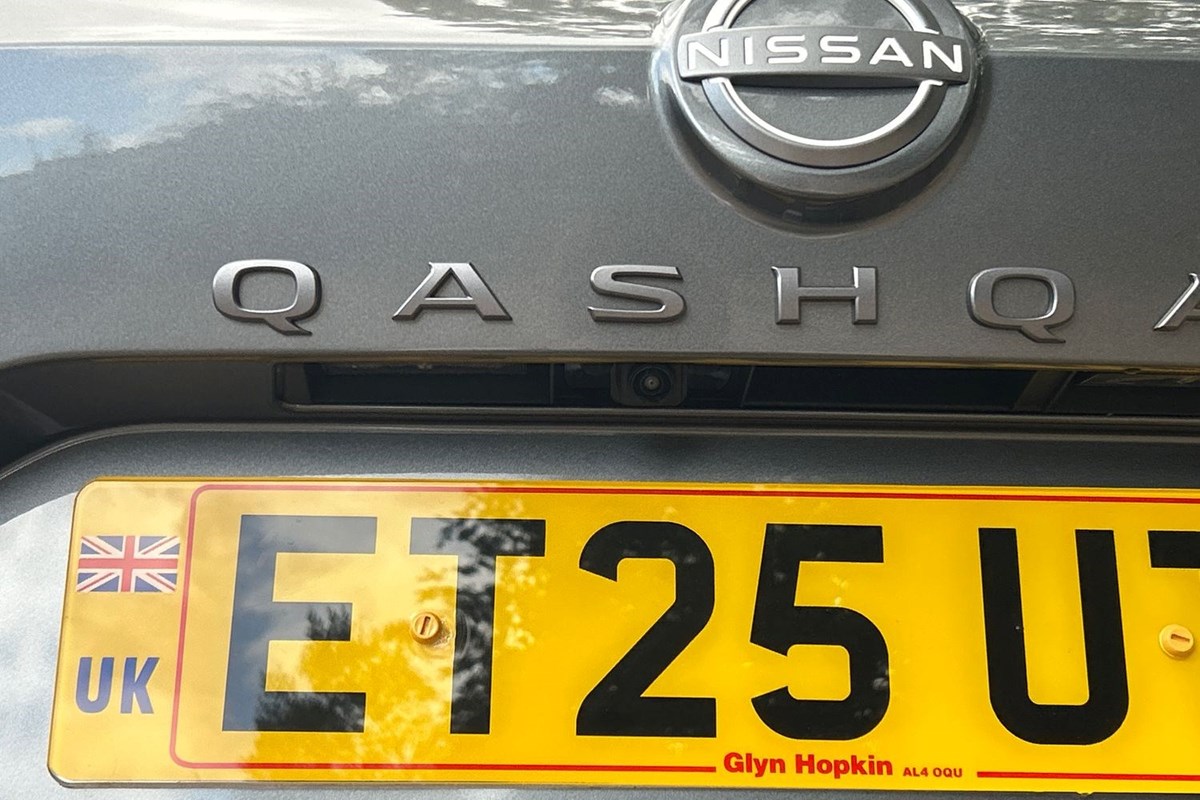 NISSAN
QASHQA
ET25 U
UK
Glyn Hopkin AL4 0QU